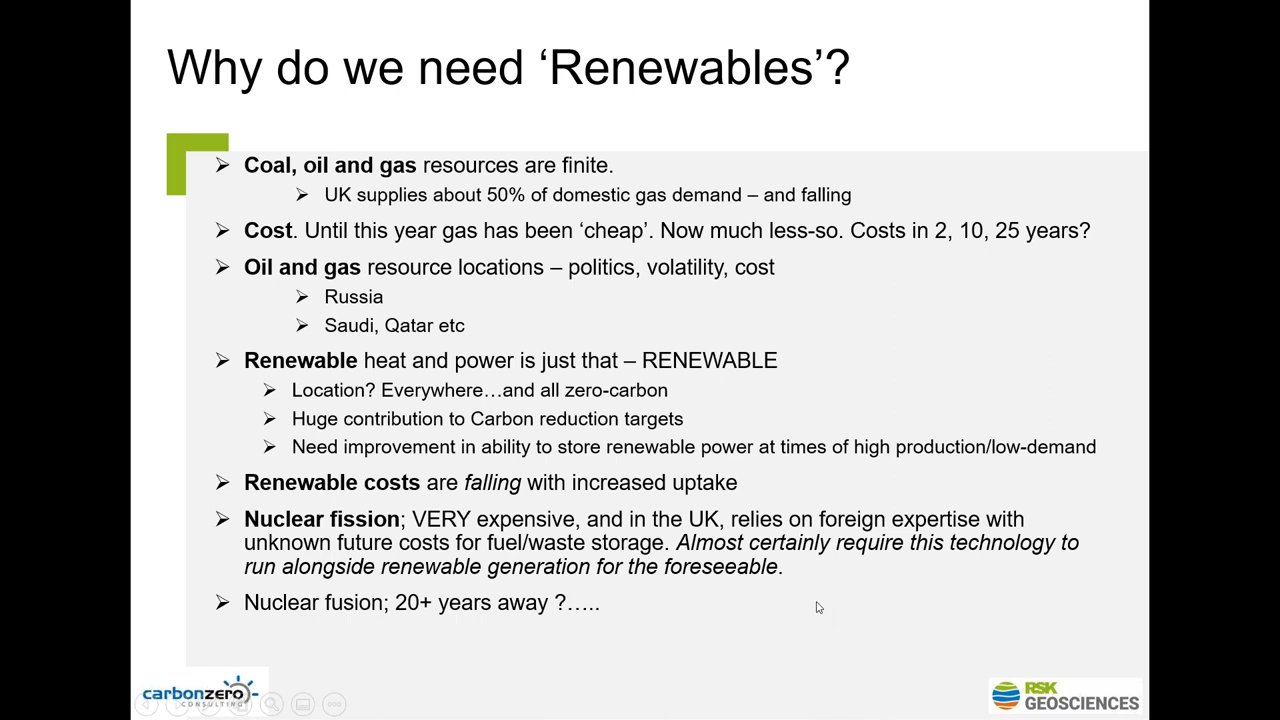 Why do we need ‘Renewables’?
➢ Coal, oil and gas resources are finite.
➢ UK supplies about 50% of domestic gas demand – and falling
➢ Cost. Until this year gas has been ‘cheap’. Now much less-so. Costs in 2, 10, 25 years?
➢ Oil and gas resource locations – politics, volatility, cost
➢ Russia
➢ Saudi, Qatar etc
➢ Renewable heat and power is just that – RENEWABLE
➢ Location? Everywhere…and all zero-carbon
➢ Huge contribution to Carbon reduction targets
➢ Need improvement in ability to store renewable power at times of high production/low-demand
➢ Renewable costs are falling with increased uptake
➢ Nuclear fission; VERY expensive, and in the UK, relies on foreign expertise with
unknown future costs for fuel/waste storage. Almost certainly require this technology to
run alongside renewable generation for the foreseeable.
➢ Nuclear fusion; 20+ years away ?…..
carbonzero
CONSULTING
RSK
GEOSCIENCES